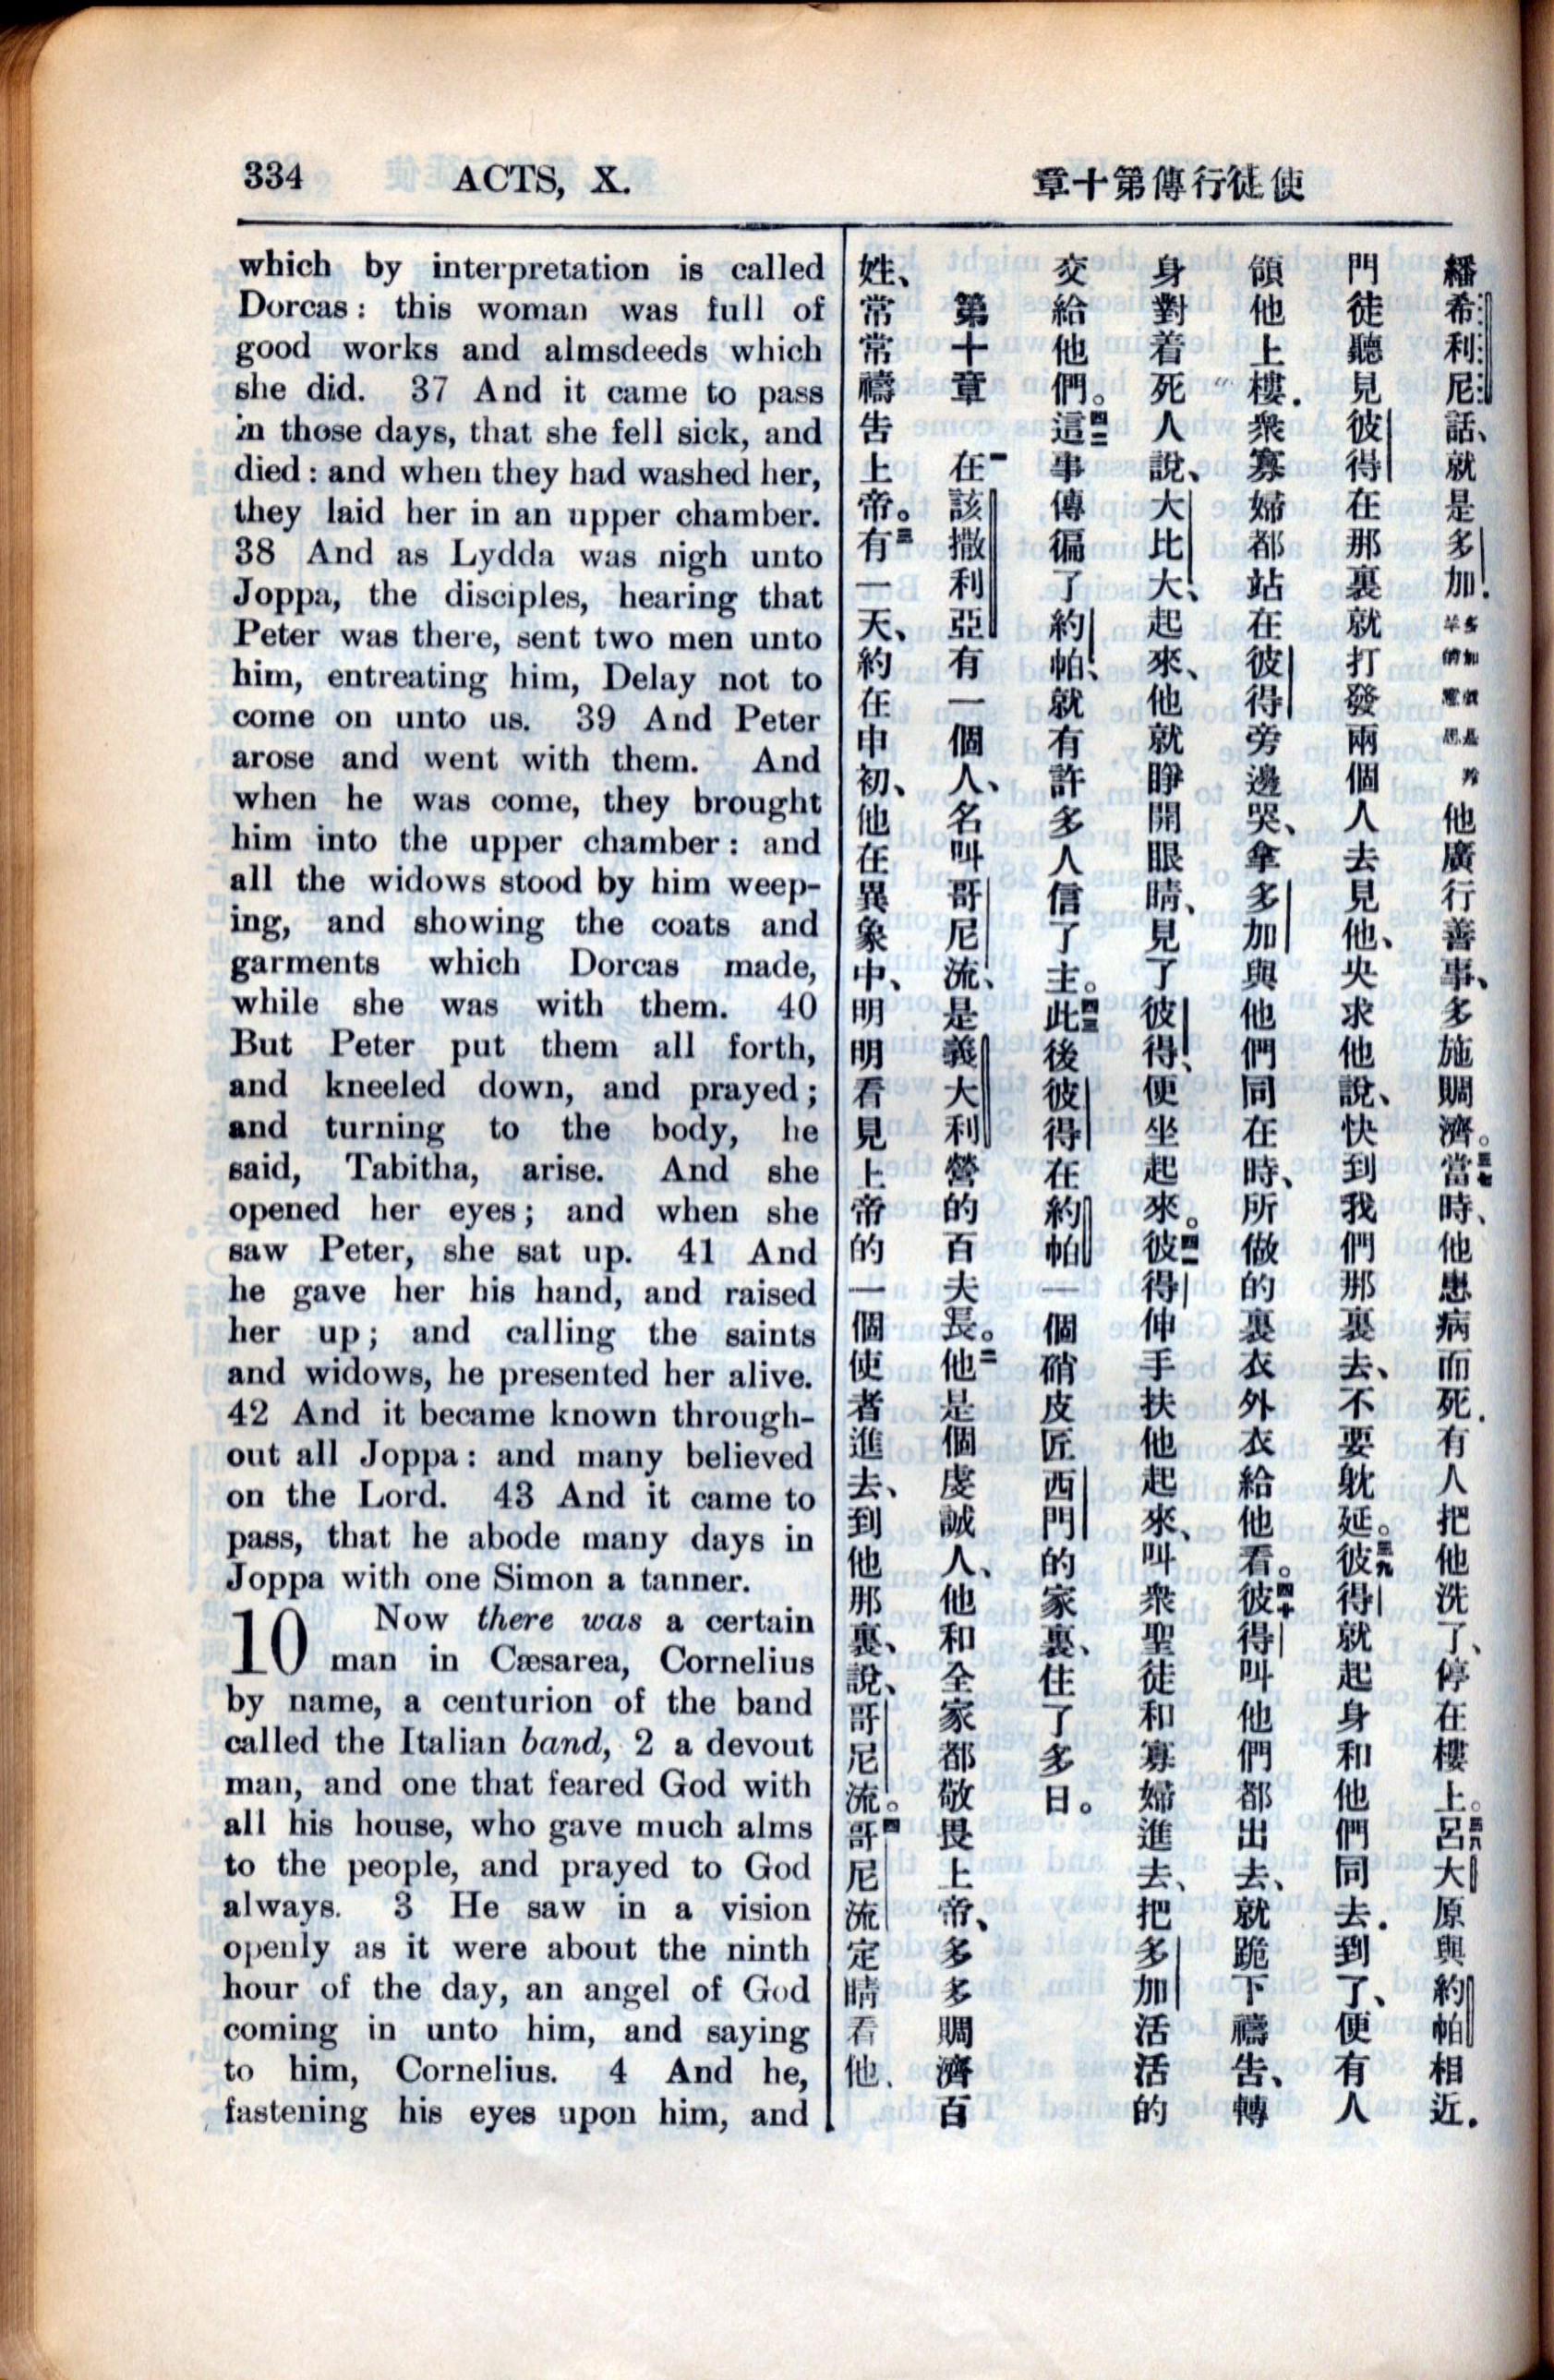 334 ACTS, X.
使徒行傳第十章
which by interpretation is called
Dorcas: this woman was full of
good works and almsdeeds which
she did. 37 And it came to pass
in those days, that she fell sick, and
died: and when they had washed her,
they laid her in an upper chamber.
38 And as Lydda was nigh unto
Joppa, the disciples, hearing that
Peter was there, sent two men unto
him, entreating him, Delay not to
come on unto us. 39 And Peter
arose and went with them. And
when he was come, they brought
him into the upper chamber: and
all the widows stood by him weep-
ing, and showing the coats and
garments which Dorcas made,
while she was with them. 40
But Peter put them all forth,
and kneeled down, and prayed;
and turning to the body, he
said, Tabitha, arise. And she
opened her eyes; and when she
saw Peter, she sat up. 41 And
he gave her his hand, and raised
her up; and calling the saints
and widows, he presented her alive.
42 And it became known through-
out all Joppa: and many believed
on the Lord. 43 And it came to
pass, that he abode many days in
Joppa with one Simon a tanner.
10 Now there was a certain
man in Cæsarea, Cornelius
by name, a centurion of the band
called the Italian band, 2 a devout
man, and one that feared God with
all his house, who gave much alms
to the people, and prayed to God
always. 3 He saw in a vision
openly as it were about the ninth
hour of the day, an angel of God
coming in unto him, and saying
to him, Cornelius. 4 And he,
fastening his eyes upon him, and
繙希利尼話、就是多加.多加就是羚羊的意思他廣行善事、多施賙濟。三七當時、他患病而死.有人把他洗了、停在樓上。三八呂大原與約帕相近.
門徒聽見彼得在那裏就打發兩個人去見他、央求他說、快到我們那裏去、不要躭延。三九彼得就起身和他們同去.到了、便有人
領他上樓.衆寡婦都站在彼得旁邊哭、拿多加與他們同在時、所做的裏衣外衣給他看。四十彼得叫他們都出去、就跪下禱告、轉
身對着死人說、大比大、起來、他就睜開眼睛、見了彼得、便坐起來。四一彼得伸手扶他起來、叫衆聖徒和寡婦進去、把多加活活的
交給他們。四二這事傳徧了約帕、就有許多人信了主。四三此後彼得在約帕一個硝皮匠西門的家裏、住了多日。
第十章 一在該撒利亞有一個人、名叫哥尼流、是義大利營的百夫長。二他是個虔誠人、他和全家都敬畏上帝、多多賙濟百
姓、常常禱告上帝。三有一天、約在申初、他在異象中、明明看見上帝的一個使者進去、到他那裏、說、哥尼流。四哥尼流定睛看他.